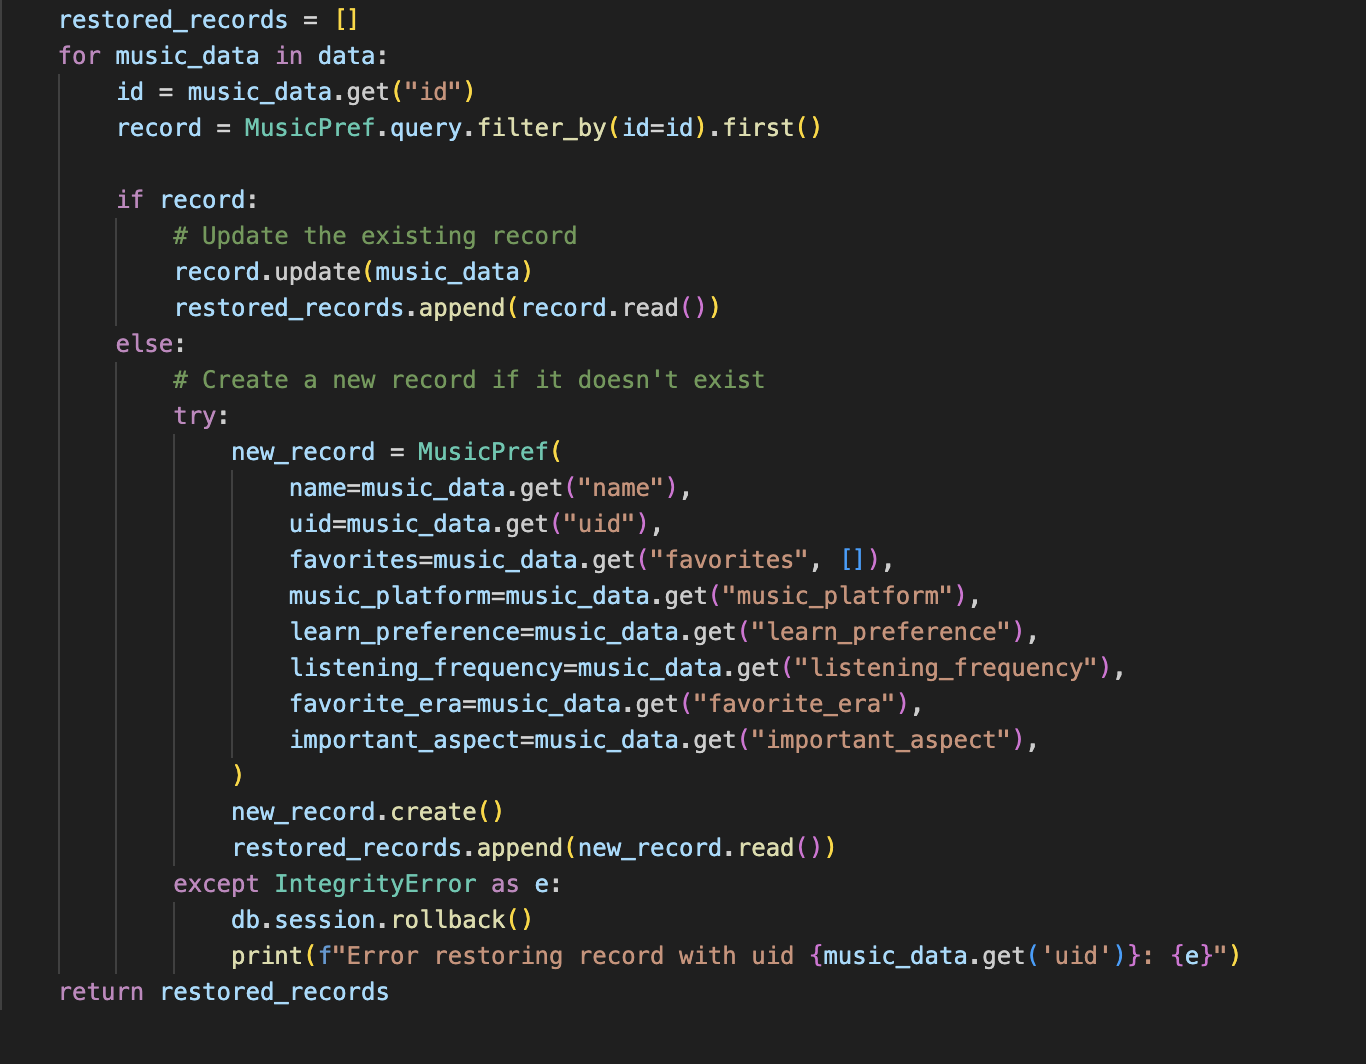 restored_records = []
for music_data in data:
    id = music_data.get("id")
    record = MusicPref.query.filter_by(id=id).first()

    if record:
        # Update the existing record
        record.update(music_data)
        restored_records.append(record.read())
    else:
        # Create a new record if it doesn't exist
        try:
            new_record = MusicPref(
                name=music_data.get("name"),
                uid=music_data.get("uid"),
                favorites=music_data.get("favorites", []),
                music_platform=music_data.get("music_platform"),
                learn_preference=music_data.get("learn_preference"),
                listening_frequency=music_data.get("listening_frequency"),
                favorite_era=music_data.get("favorite_era"),
                important_aspect=music_data.get("important_aspect"),
            )
            new_record.create()
            restored_records.append(new_record.read())
        except IntegrityError as e:
            db.session.rollback()
            print(f"Error restoring record with uid {music_data.get('uid')}: {e}")
return restored_records